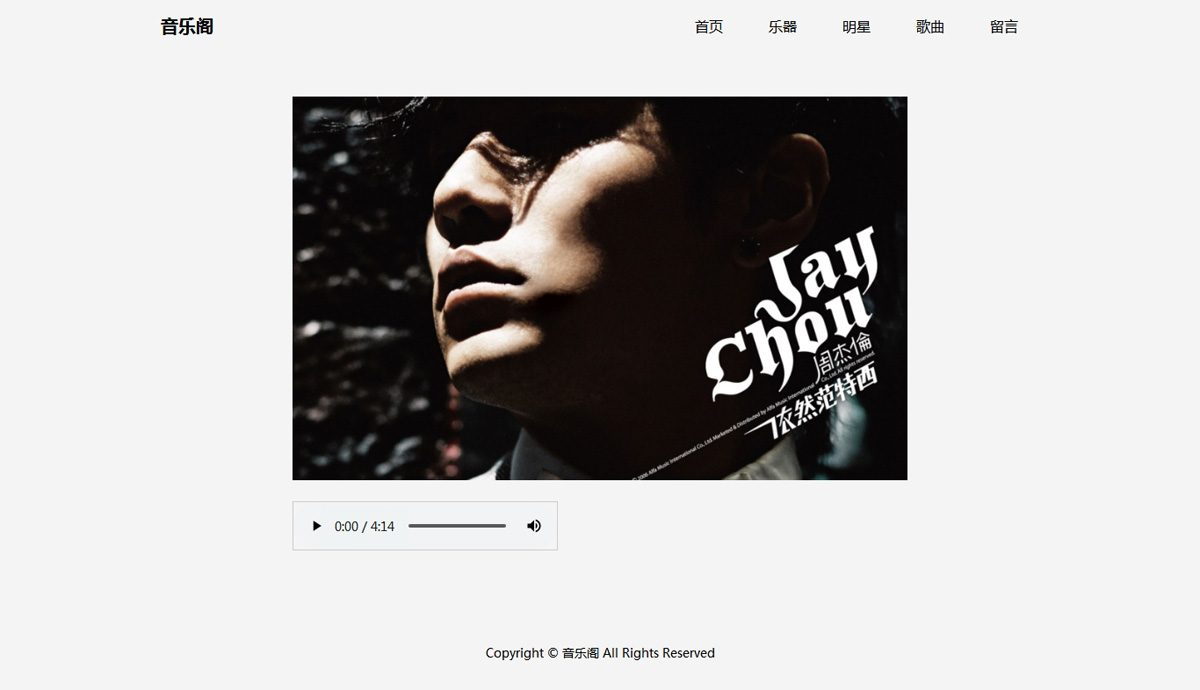 音乐阁
首页 乐器 明星 歌曲 留言
Jay
Chou
周杰倫
© 2006 Alfa Music International Co., Ltd. Marketed & Distributed by Alfa Music International Co., Ltd. All rights reserved.
依然范特西
0:00 / 4:14
Copyright © 音乐阁 All Rights Reserved